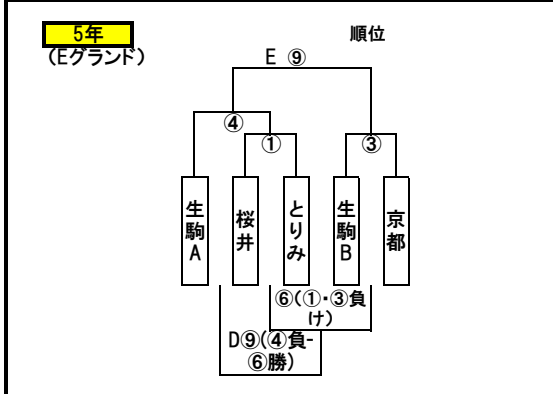 5年
順位
(Eグランド)
E ⑨
④
①
③
生駒A
桜井
とりみ
生駒B
京都
⑥(①・③負
け)
D⑨(④負-
⑥勝)